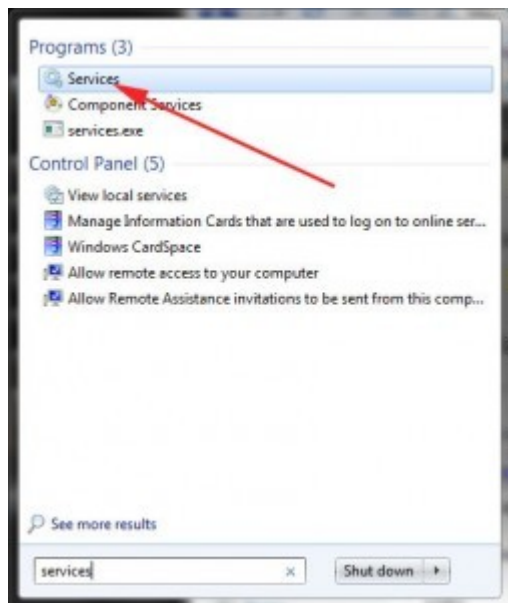 Programs (3)
Services
Component Services
services.exe
Control Panel (5)
View local services
Manage Information Cards that are used to log on to online ser...
Windows CardSpace
Allow remote access to your computer
Allow Remote Assistance invitations to be sent from this comp...
See more results
services
Shut down